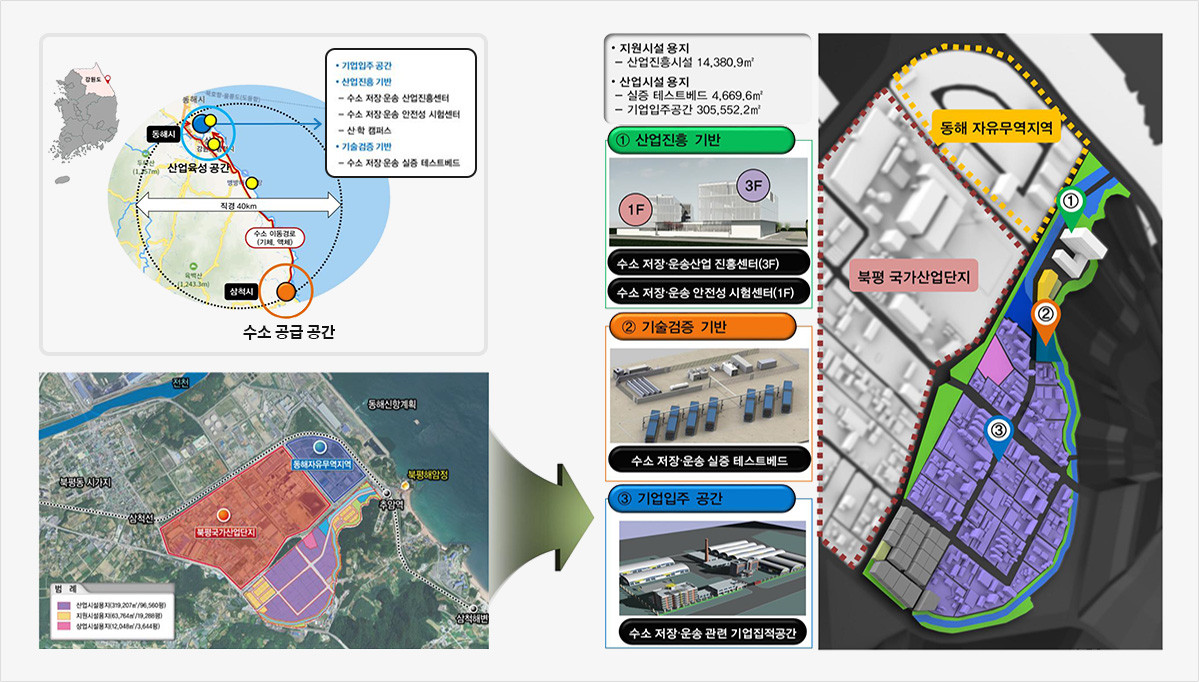 강원도
• 기업입주 공간
• 산업진흥 기반
– 수소 저장·운송 산업진흥센터
– 수소 저장·운송 안전성 시험센터
– 산·학 캠퍼스
• 기술검증 기반
– 수소 저장·운송 실증 테스트베드
동해시
동해시
산업육성 공간
(1,257m)
직경 40km
수소 이동경로
(기체, 액체)
육백산
(1,243.3m)
삼척시
수소 공급 공간
전천
동해신항계획
북평동 시가지
동해자유무역지역
북평해암정
추암역
삼척선
북평국가산업단지
삼척해변
범 례
산업시설용지(319,207㎡/96,560평)
지원시설용지(63,764㎡/19,288평)
상업시설용지(12,048㎡/3,644평)
• 지원시설 용지
– 산업진흥시설 14,380.9㎡
• 산업시설 용지
– 실증 테스트베드 4,669.6㎡
– 기업입주공간 305,552.2㎡
① 산업진흥 기반
1F
3F
수소 저장·운송산업 진흥센터(3F)
수소 저장·운송 안전성 시험센터(1F)
② 기술검증 기반
수소 저장·운송 실증 테스트베드
③ 기업입주 공간
수소 저장·운송 관련 기업집적공간
동해 자유무역지역
①
북평 국가산업단지
②
③